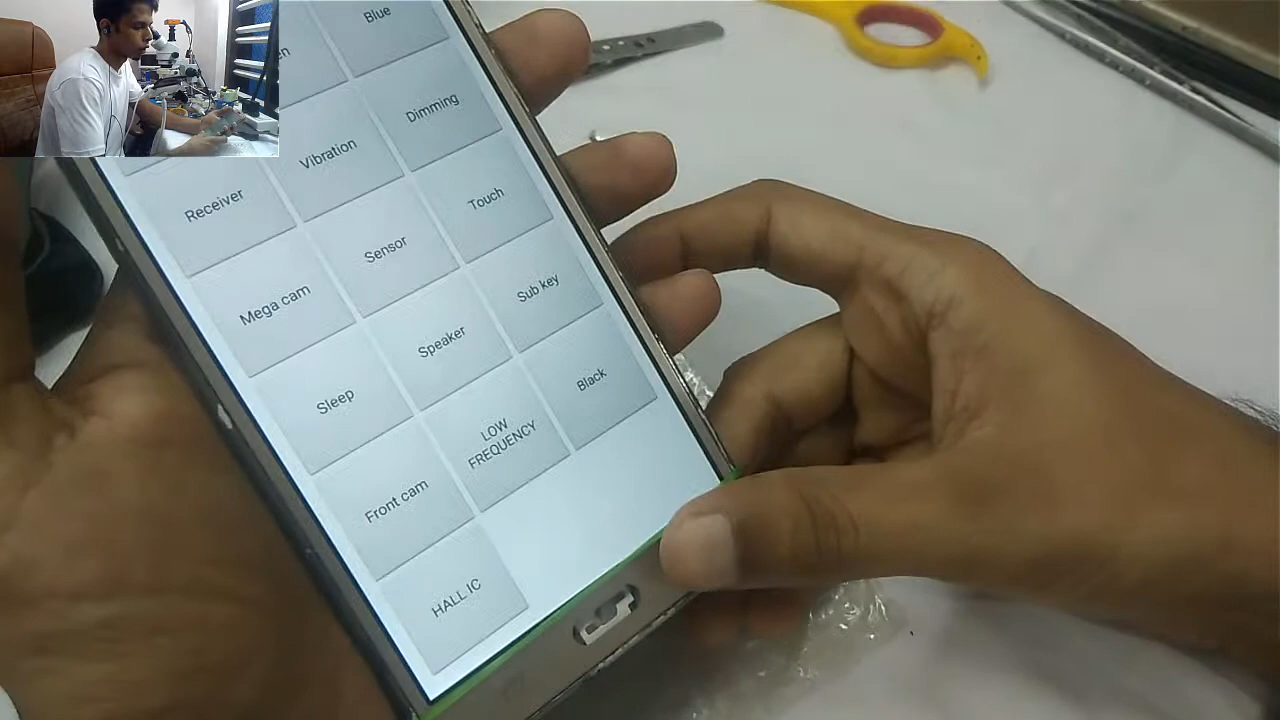 Blue
Receiver
Vibration
Dimming
Mega cam
Sensor
Touch
Sleep
Speaker
Sub key
Front cam
LOW
FREQUENCY
Black
HALL IC